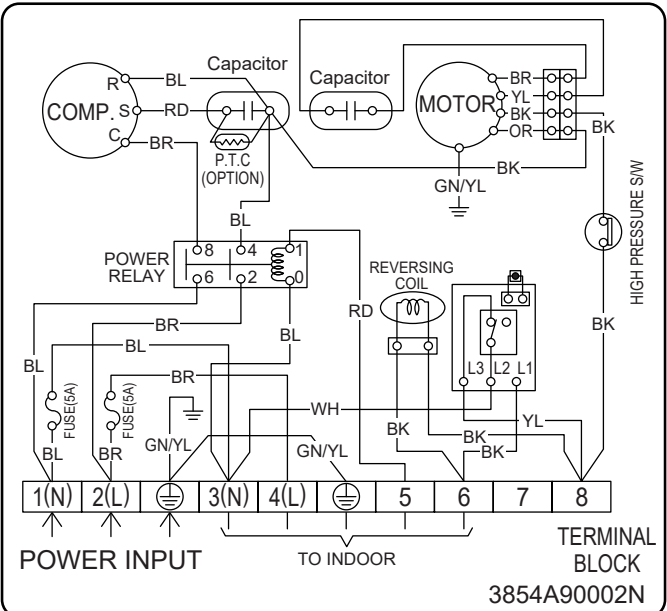 Capacitor
Capacitor
R
BL
BR
COMP.
S
RD
MOTOR
YL
BK
C
BR
OR
BK
P.T.C
(OPTION)
BK
GN/YL
HIGH PRESSURE S/W
BL
8
4
1
POWER
RELAY
REVERSING
COIL
6
2
0
RD
BR
BL
BL
BK
BL
L3
L2
L1
FUSE(5A)
FUSE(5A)
BR
WH
YL
BK
BK
GN/YL
GN/YL
BK
BL
BR
1(N)
2(L)
3(N)
4(L)
5
6
7
8
POWER INPUT
TO INDOOR
TERMINAL
BLOCK
3854A90002N